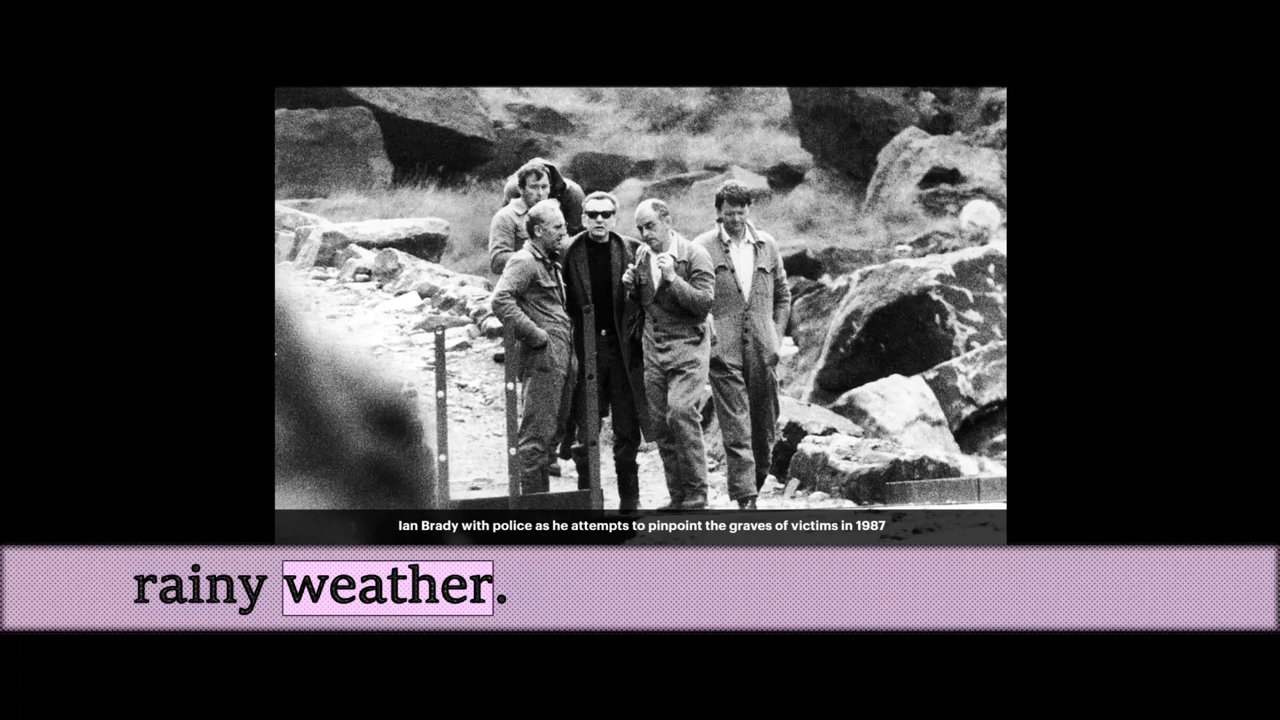 Ian Brady with police as he attempts to pinpoint the graves of victims in 1987
rainy weather.